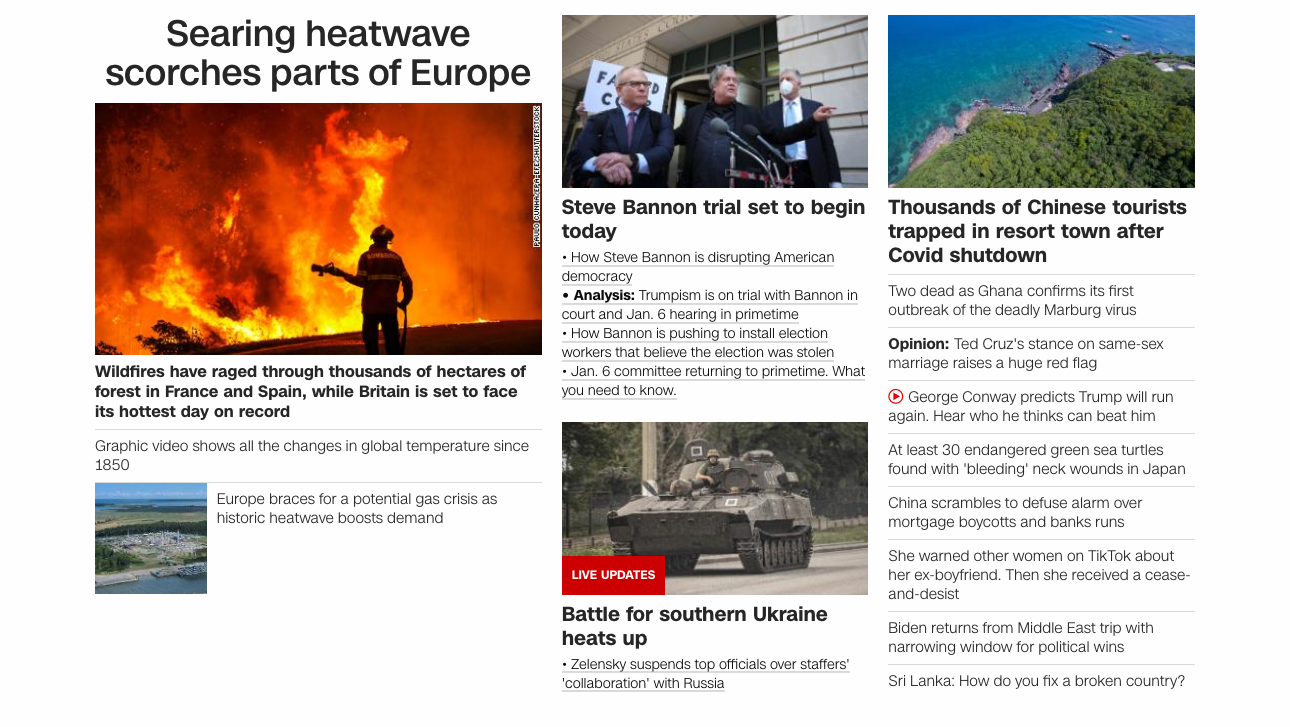 Searing heatwave
scorches parts of Europe
PAULO CUNHA/EPA-EFE/SHUTTERSTOCK
Wildfires have raged through thousands of hectares of
forest in France and Spain, while Britain is set to face
its hottest day on record
Graphic video shows all the changes in global temperature since
1850
Europe braces for a potential gas crisis as
historic heatwave boosts demand
Steve Bannon trial set to begin
today
• How Steve Bannon is disrupting American
democracy
• Analysis: Trumpism is on trial with Bannon in
court and Jan. 6 hearing in primetime
• How Bannon is pushing to install election
workers that believe the election was stolen
• Jan. 6 committee returning to primetime. What
you need to know.
LIVE UPDATES
Battle for southern Ukraine
heats up
• Zelensky suspends top officials over staffers'
'collaboration' with Russia
Thousands of Chinese tourists
trapped in resort town after
Covid shutdown
Two dead as Ghana confirms its first
outbreak of the deadly Marburg virus
Opinion: Ted Cruz's stance on same-sex
marriage raises a huge red flag
George Conway predicts Trump will run
again. Hear who he thinks can beat him
At least 30 endangered green sea turtles
found with 'bleeding' neck wounds in Japan
China scrambles to defuse alarm over
mortgage boycotts and banks runs
She warned other women on TikTok about
her ex-boyfriend. Then she received a cease-
and-desist
Biden returns from Middle East trip with
narrowing window for political wins
Sri Lanka: How do you fix a broken country?